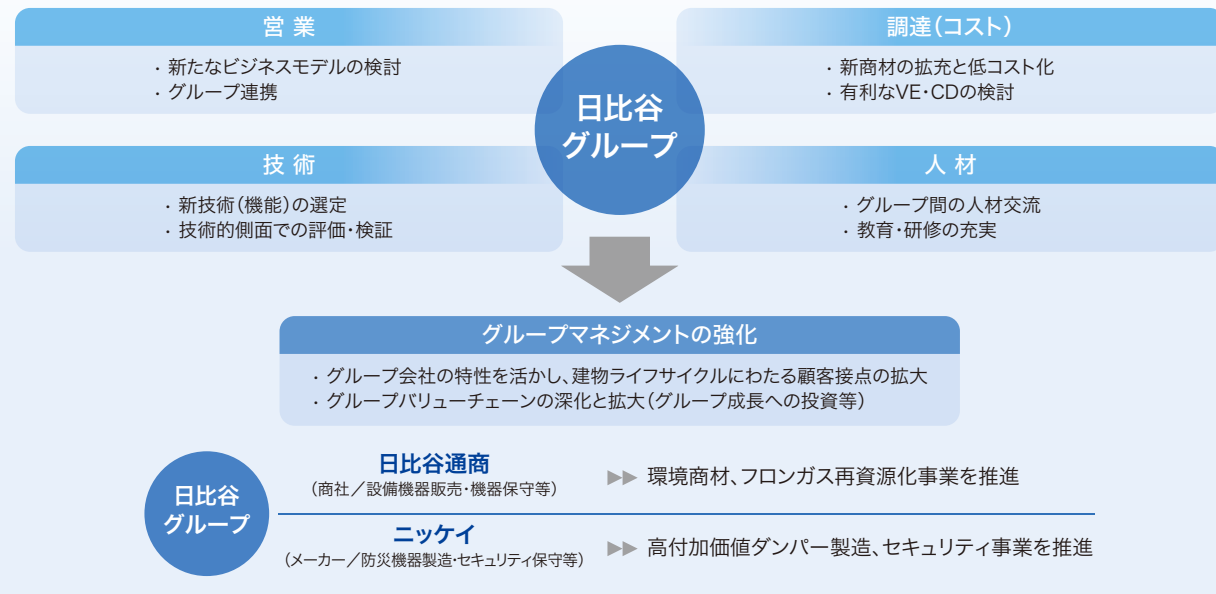 営業
・新たなビジネスモデルの検討
・グループ連携
調達（コスト）
・新商材の拡充と低コスト化
・有利なVE・CDの検討
日比谷
グループ
技術
・新技術（機能）の選定
・技術的側面での評価・検証
人材
・グループ間の人材交流
・教育・研修の充実
グループマネジメントの強化
・グループ会社の特性を活かし、建物ライフサイクルにわたる顧客接点の拡大
・グループバリューチェーンの深化と拡大（グループ成長への投資等）
日比谷
グループ
日比谷通商
（商社／設備機器販売・機器保守等）
▶▶ 環境商材、フロンガス再資源化事業を推進
ニッケイ
（メーカー／防災機器製造・セキュリティ保守等）
▶▶ 高付加価値ダンパー製造、セキュリティ事業を推進